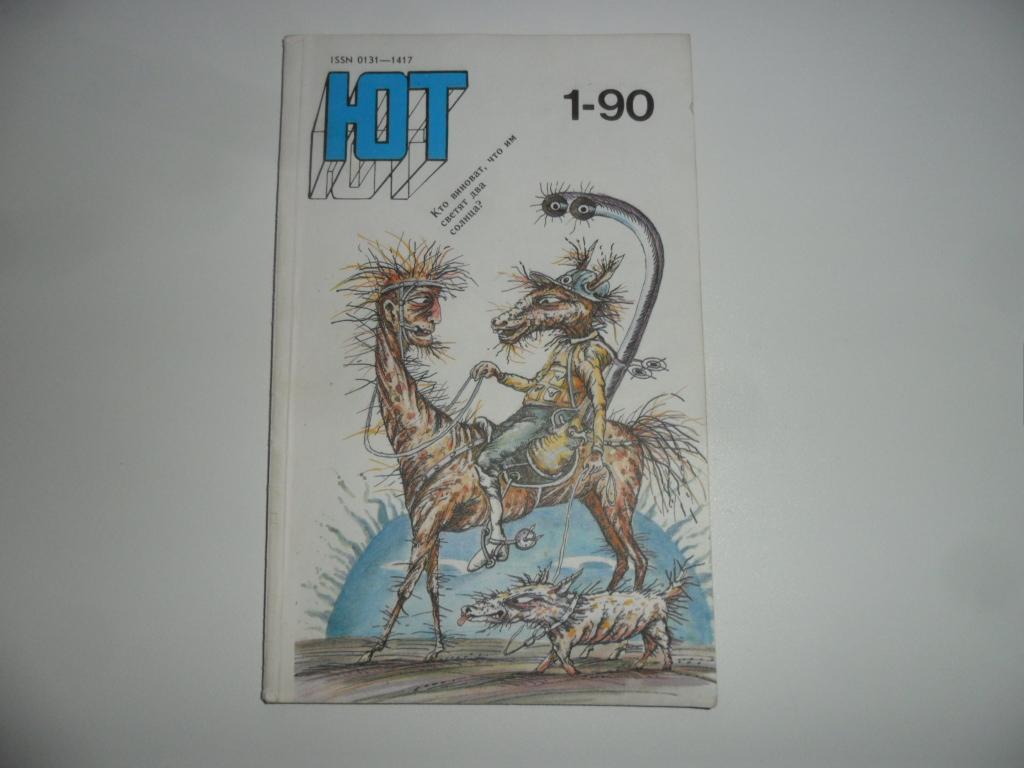 ISSN 0131—1417
ЮТ
1-90
Кто виноват, что им
светят два
солнца?